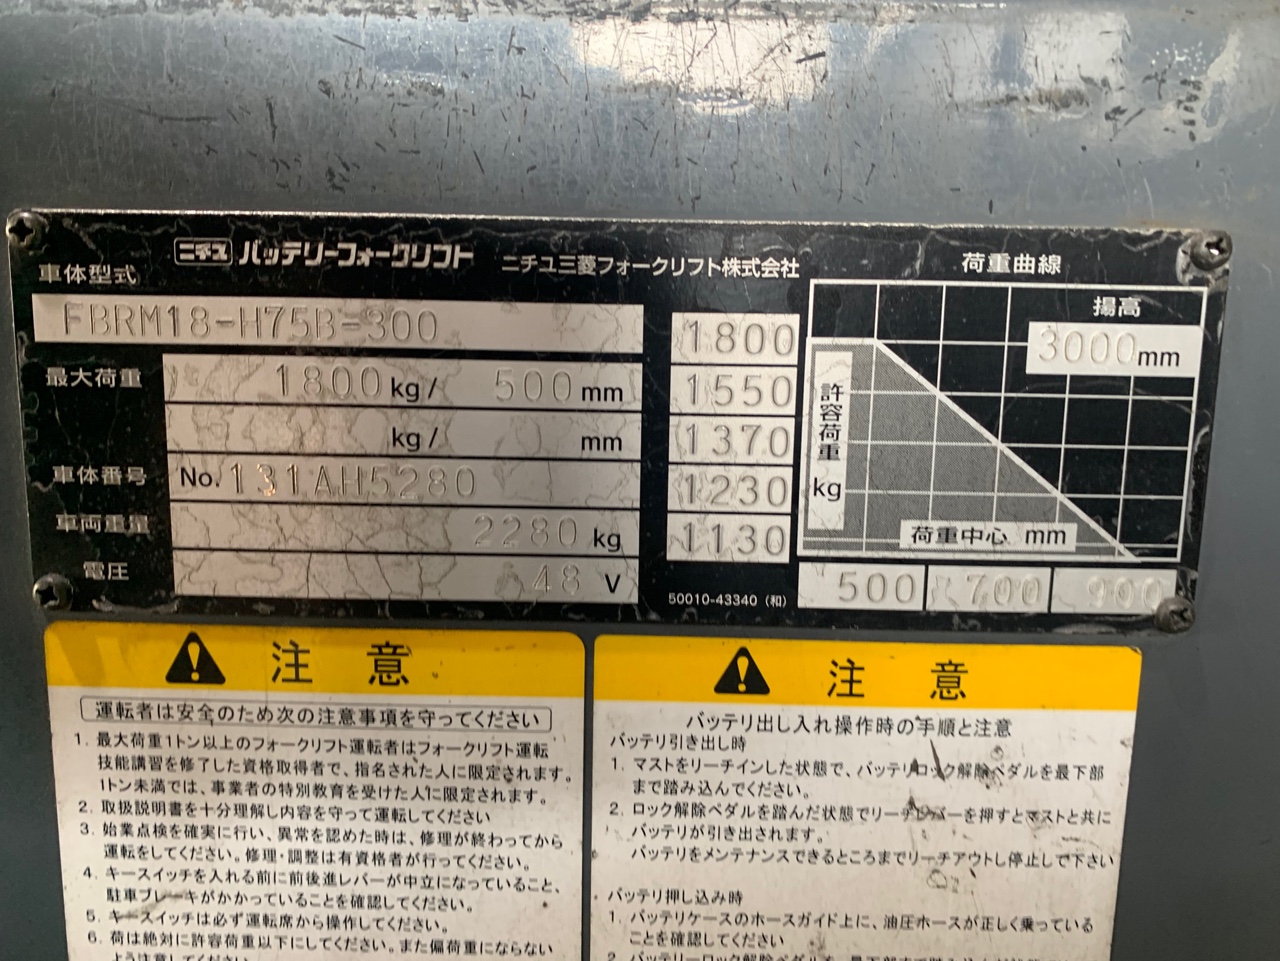 ニチユ バッテリーフォークリフト ニチユ三菱フォークリフト株式会社
車体型式
FBRM18-H75B-300
最大荷重 1800kg/ 500mm
kg/ mm
車体番号 No.131AH5280
車両重量 2280kg
電圧 48V
荷重曲線
揚高
3000mm
1800
1550
1370
1230
1130
許容荷重
kg
荷重中心 mm
500 700 900
50010-43340 (和)
注意
運転者は安全のため次の注意事項を守ってください
1. 最大荷重1トン以上のフォークリフト運転者はフォークリフト運転
技能講習を修了した資格取得者で、指名された人に限定されます。
1トン未満では、事業者の特別教育を受けた人に限定されます。
2. 取扱説明書を十分理解し内容を守って運転してください
3. 始業点検を確実に行い、異常を認めた時は、修理が終わってから
運転をしてください。修理・調整は有資格者が行ってください。
4. キースイッチを入れる前に前後進レバーが中立になっていること、
駐車ブレーキがかかっていることを確認してください。
5. キースイッチは必ず運転席から操作してください。
6. 荷は絶対に許容荷重以下にしてください。また偏荷重にならない
よう注意してください。
注意
バッテリ出し入れ操作時の手順と注意
バッテリ引き出し時
1. マストをリーチインした状態で、バッテリロック解除ペダルを最下部
まで踏み込んでください。
2. ロック解除ペダルを踏んだ状態でリーチレバーを押すとマストと共に
バッテリが引き出されます。
バッテリをメンテナンスできるところまでリーチアウトし停止して下さい
バッテリ押し込み時
1. バッテリケースのホースガイド上に、油圧ホースが正しく乗っている
ことを確認してください
2. バッテリーロック解除ペダルを